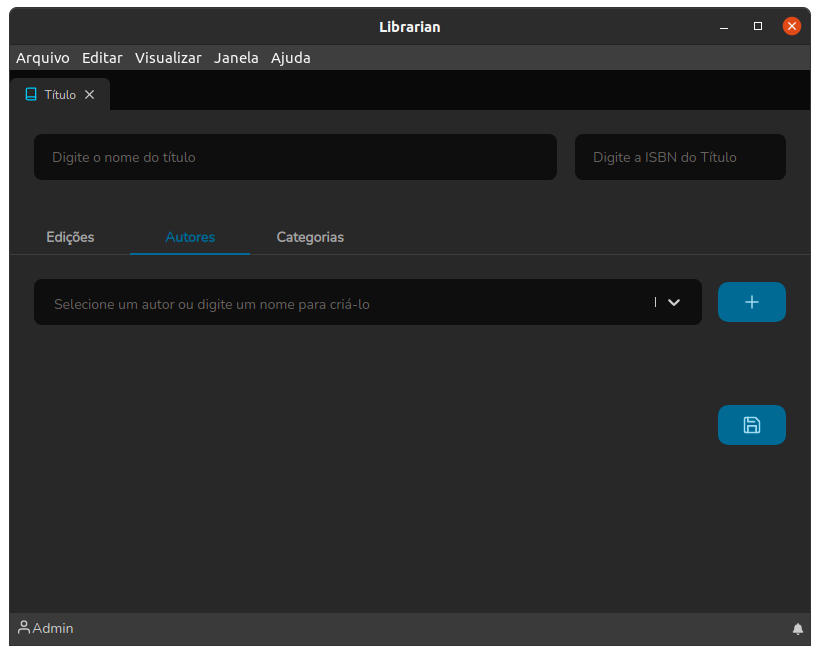 Librarian
Arquivo Editar Visualizar Janela Ajuda
Título
Digite o nome do título Digite a ISBN do Título
Edições Autores Categorias
Selecione um autor ou digite um nome para criá-lo
Admin